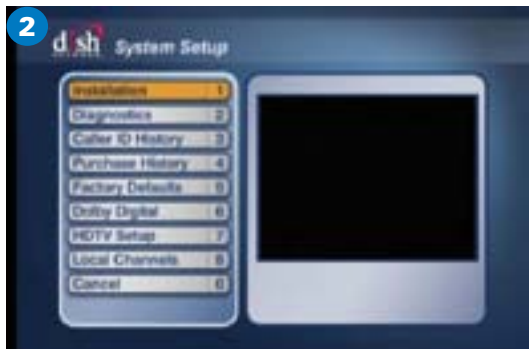 2
dish System Setup
Installation 1
Diagnostics 2
Caller ID History 3
Purchase History 4
Factory Defaults 5
Dolby Digital 6
HDTV Setup 7
Local Channels 8
Cancel